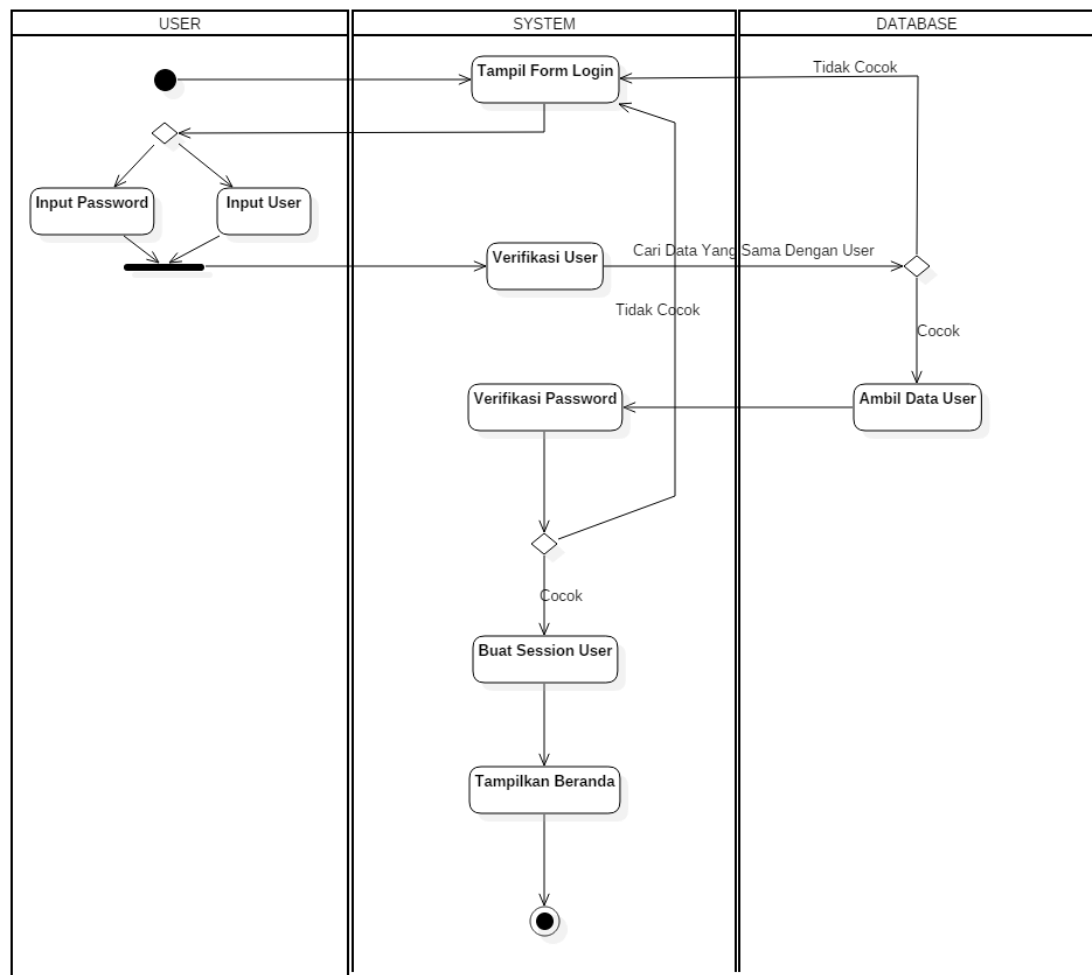 USER
SYSTEM
DATABASE
Tampil Form Login
Tidak Cocok
Input Password
Input User
Verifikasi User
Cari Data Yang Sama Dengan User
Tidak Cocok
Cocok
Verifikasi Password
Ambil Data User
Cocok
Buat Session User
Tampilkan Beranda